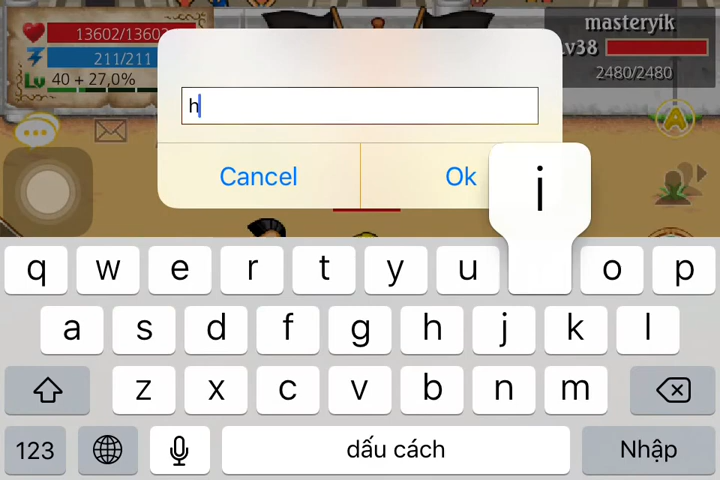 13602/13602
211/211
Lv 40 + 27,0%
masteryik
Lv38
2480/2480
h
Cancel Ok
i
q w e r t y u o p
a s d f g h j k l
z x c v b n m
123 dấu cách Nhập